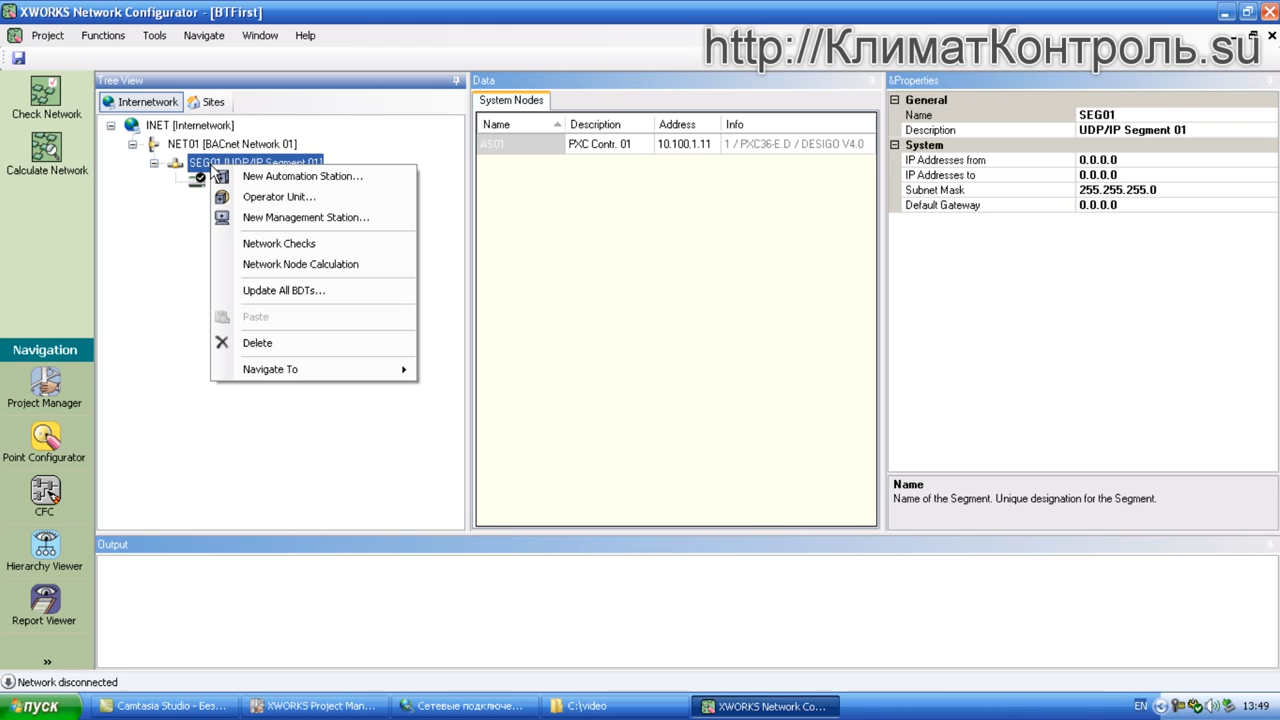 XWORKS Network Configurator - [BTFirst]
Project Functions Tools Navigate Window Help
http://КлиматКонтроль.su
Check Network
Calculate Network
Navigation
Project Manager
Point Configurator
CFC
Hierarchy Viewer
Report Viewer
»
Tree View
Internetwork Sites
INET [Internetwork]
NET01 [BACnet Network 01]
SEG01 [UDP/IP Segment 01]
New Automation Station...
Operator Unit...
New Management Station...
Network Checks
Network Node Calculation
Update All BDTs...
Paste
Delete
Navigate To
Data
System Nodes
Name Description Address Info
AS01 PXC Contr. 01 10.100.1.11 1 / PXC36-E.D / DESIGO V4.0
&Properties
General
Name SEG01
Description UDP/IP Segment 01
System
IP Addresses from 0.0.0.0
IP Addresses to 0.0.0.0
Subnet Mask 255.255.255.0
Default Gateway 0.0.0.0
Name
Name of the Segment. Unique designation for the Segment.
Output
Network disconnected
пуск Camtasia Studio - Без... XWORKS Project Man... Сетевые подключе... C:\video XWORKS Network Co... EN 13:49